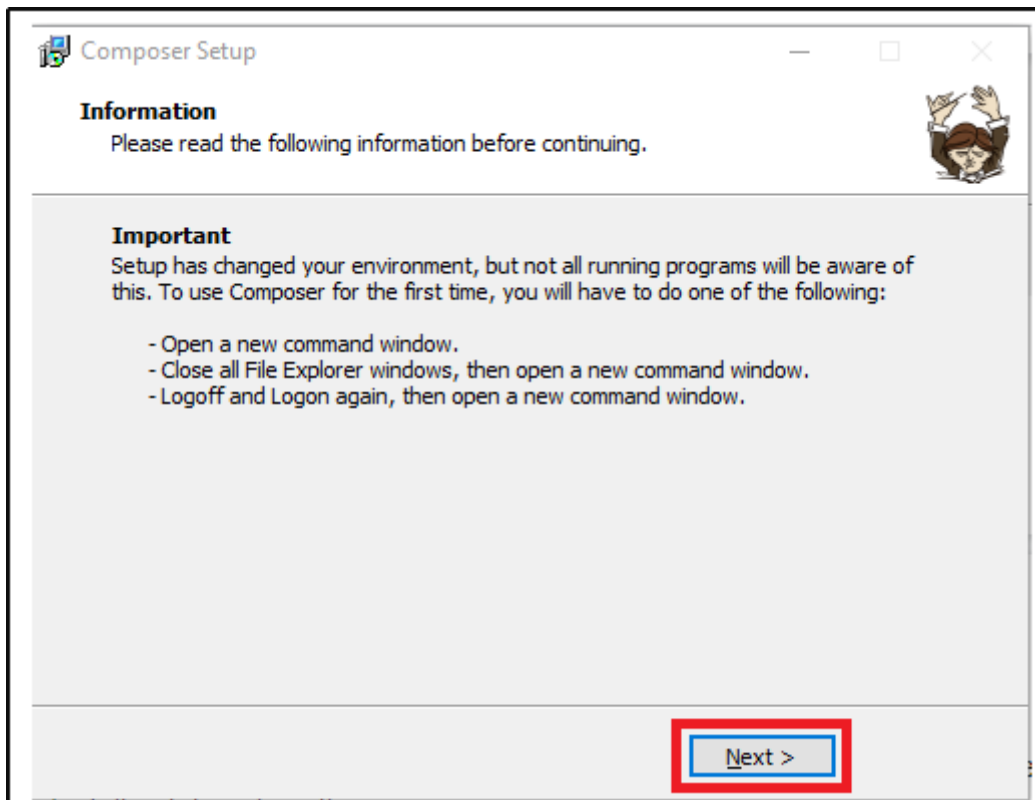 Composer Setup
Information
Please read the following information before continuing.
Important
Setup has changed your environment, but not all running programs will be aware of
this. To use Composer for the first time, you will have to do one of the following:
- Open a new command window.
- Close all File Explorer windows, then open a new command window.
- Logoff and Logon again, then open a new command window.
Next >